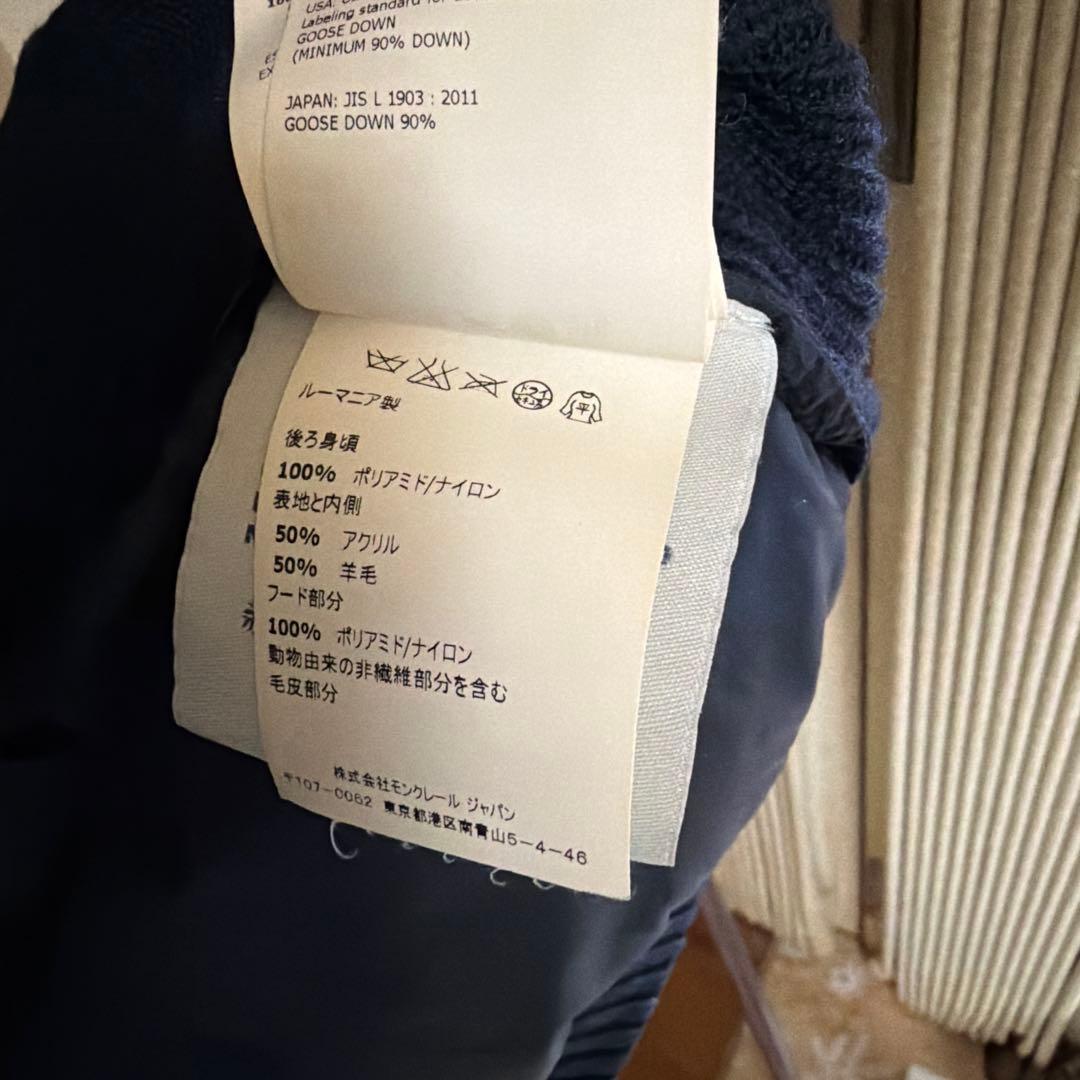 USA.
Labeling standard for
GOOSE DOWN
(MINIMUM 90% DOWN)
JAPAN: JIS L 1903 : 2011
GOOSE DOWN 90%
ドライ
平
ルーマニア製
後ろ身頃
100% ポリアミド/ナイロン
表地と内側
50% アクリル
50% 羊毛
フード部分
100% ポリアミド/ナイロン
動物由来の非繊維部分を含む
毛皮部分
株式会社モンクレール ジャパン
〒107-0062 東京都港区南青山5-4-46